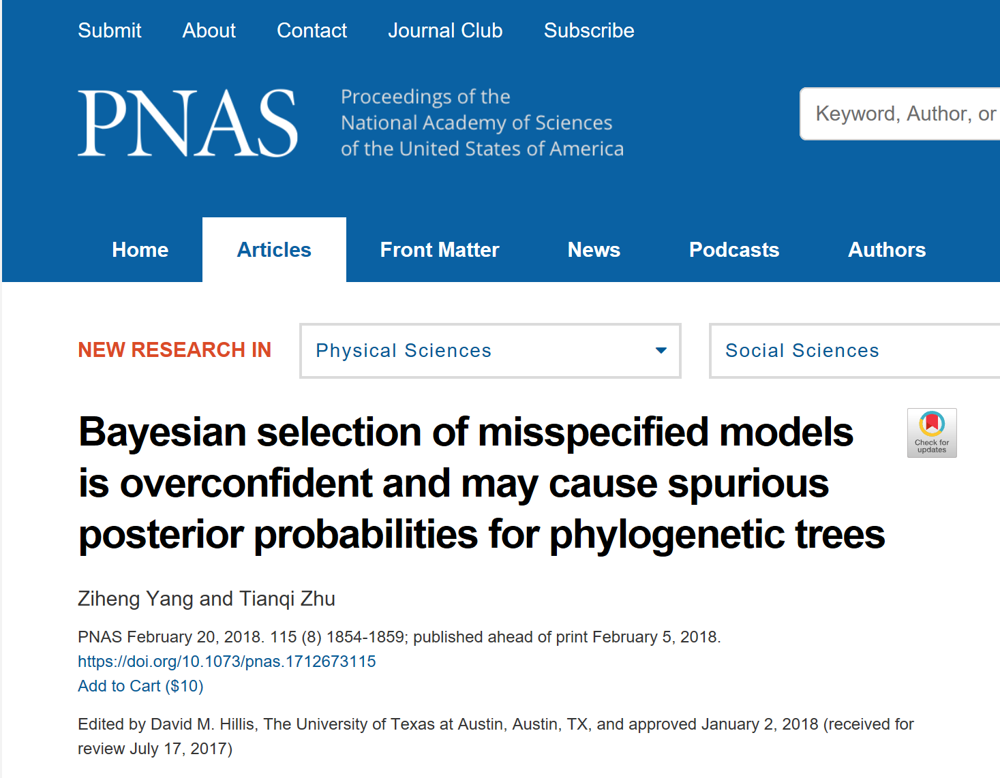 Submit About Contact Journal Club Subscribe
PNAS
Proceedings of the
National Academy of Sciences
of the United States of America
Keyword, Author, or
Home Articles Front Matter News Podcasts Authors
NEW RESEARCH IN Physical Sciences Social Sciences
Bayesian selection of misspecified models
is overconfident and may cause spurious
posterior probabilities for phylogenetic trees
Check for
updates
Ziheng Yang and Tianqi Zhu
PNAS February 20, 2018. 115 (8) 1854-1859; published ahead of print February 5, 2018.
https://doi.org/10.1073/pnas.1712673115
Add to Cart ($10)
Edited by David M. Hillis, The University of Texas at Austin, Austin, TX, and approved January 2, 2018 (received for
review July 17, 2017)